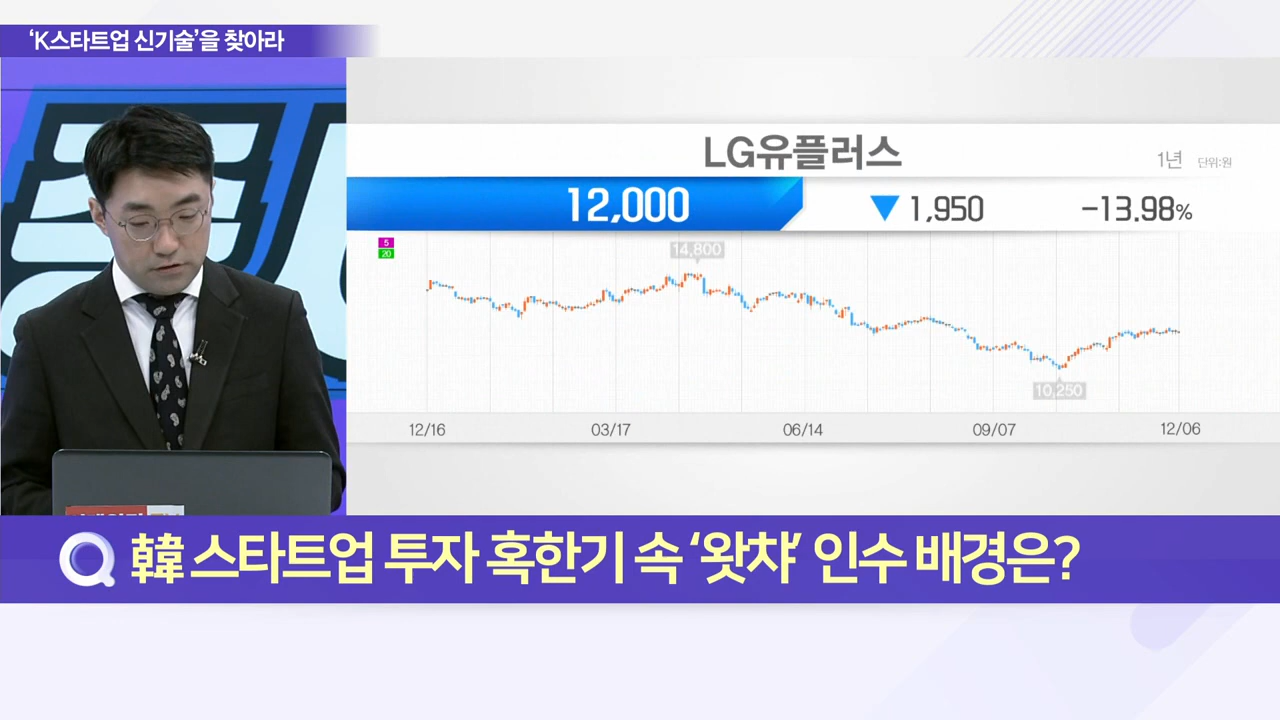 ‘K스타트업 신기술’을 찾아라
LG유플러스
1년 단위:원
12,000 ▼ 1,950 -13.98%
5
20
14,800
10,250
12/16 03/17 06/14 09/07 12/06
韓 스타트업 투자 혹한기 속 ‘왓챠’ 인수 배경은?